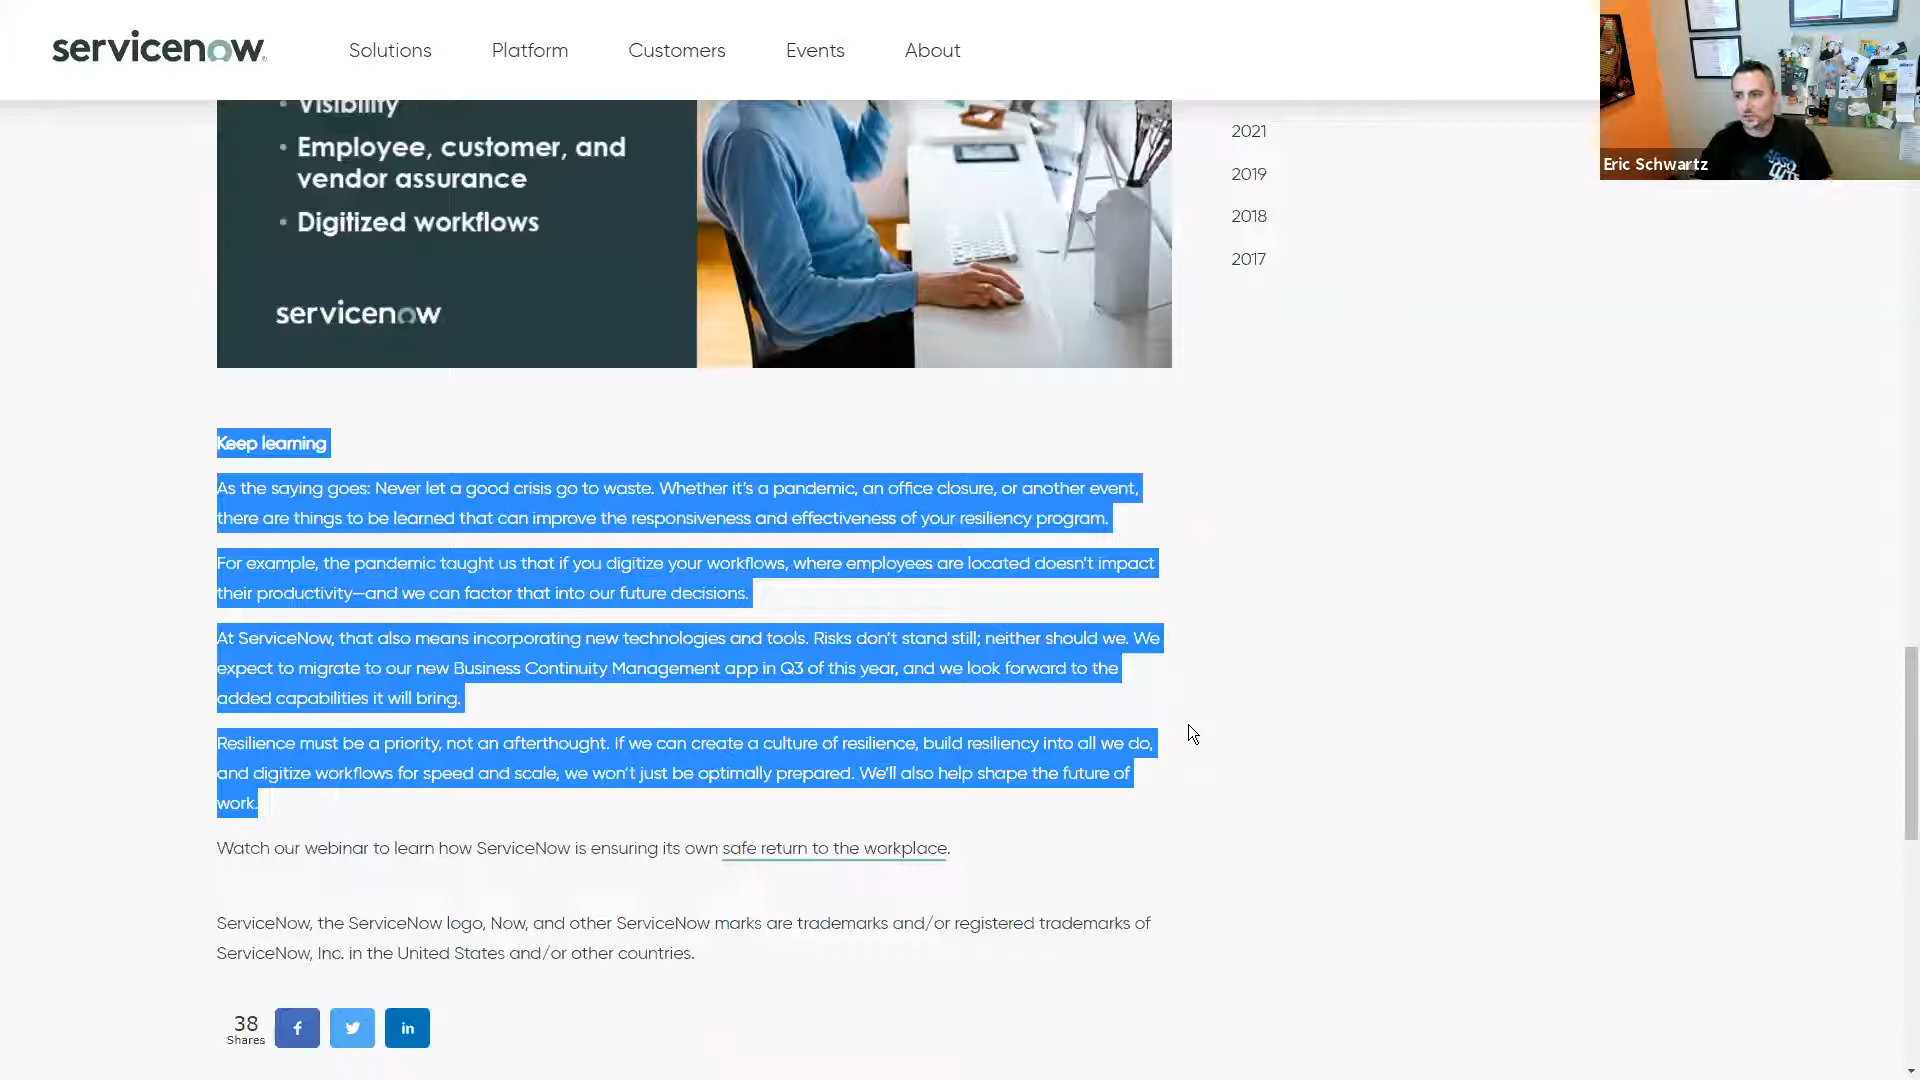 servicenow
Solutions
Platform
Customers
Events
About
Eric Schwartz
• Visibility
• Employee, customer, and
vendor assurance
• Digitized workflows
servicenow
2021
2019
2018
2017
Keep learning
As the saying goes: Never let a good crisis go to waste. Whether it's a pandemic, an office closure, or another event,
there are things to be learned that can improve the responsiveness and effectiveness of your resiliency program.
For example, the pandemic taught us that if you digitize your workflows, where employees are located doesn't impact
their productivity—and we can factor that into our future decisions.
At ServiceNow, that also means incorporating new technologies and tools. Risks don't stand still; neither should we. We
expect to migrate to our new Business Continuity Management app in Q3 of this year, and we look forward to the
added capabilities it will bring.
Resilience must be a priority, not an afterthought. If we can create a culture of resilience, build resiliency into all we do,
and digitize workflows for speed and scale, we won't just be optimally prepared. We'll also help shape the future of
work.
Watch our webinar to learn how ServiceNow is ensuring its own safe return to the workplace.
ServiceNow, the ServiceNow logo, Now, and other ServiceNow marks are trademarks and/or registered trademarks of
ServiceNow, Inc. in the United States and/or other countries.
38
Shares